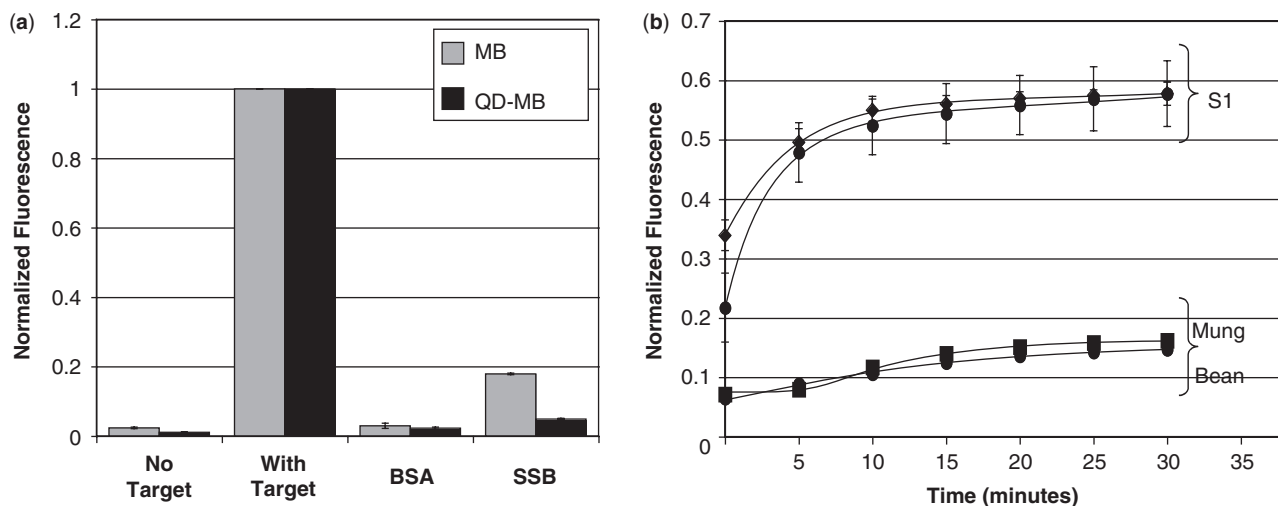 (a)
Normalized Fluorescence
1.2
1
0.8
0.6
0.4
0.2
0
MB
QD-MB
No Target
With Target
BSA
SSB
(b)
Normalized Fluorescence
0.7
0.6
0.5
0.4
0.3
0.2
0.1
0
S1
Mung
Bean
5 10 15 20 25 30 35
Time (minutes)